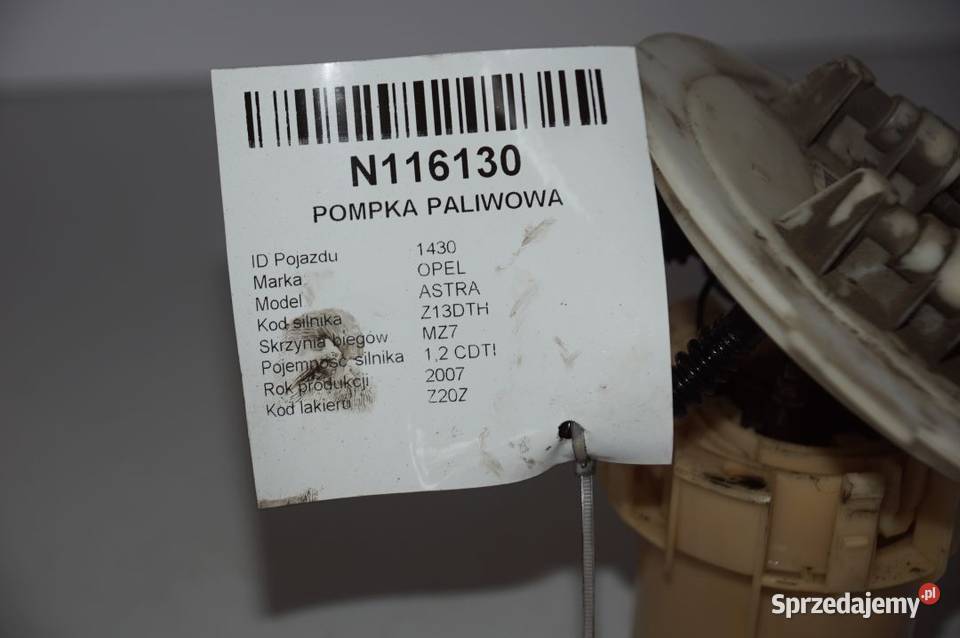 N116130
POMPKA PALIWOWA
ID Pojazdu 1430
Marka OPEL
Model ASTRA
Kod silnika Z13DTH
Skrzynia biegów MZ7
Pojemność silnika 1,2 CDTI
Rok produkcji 2007
Kod lakieru Z20Z
Sprzedajemy.pl